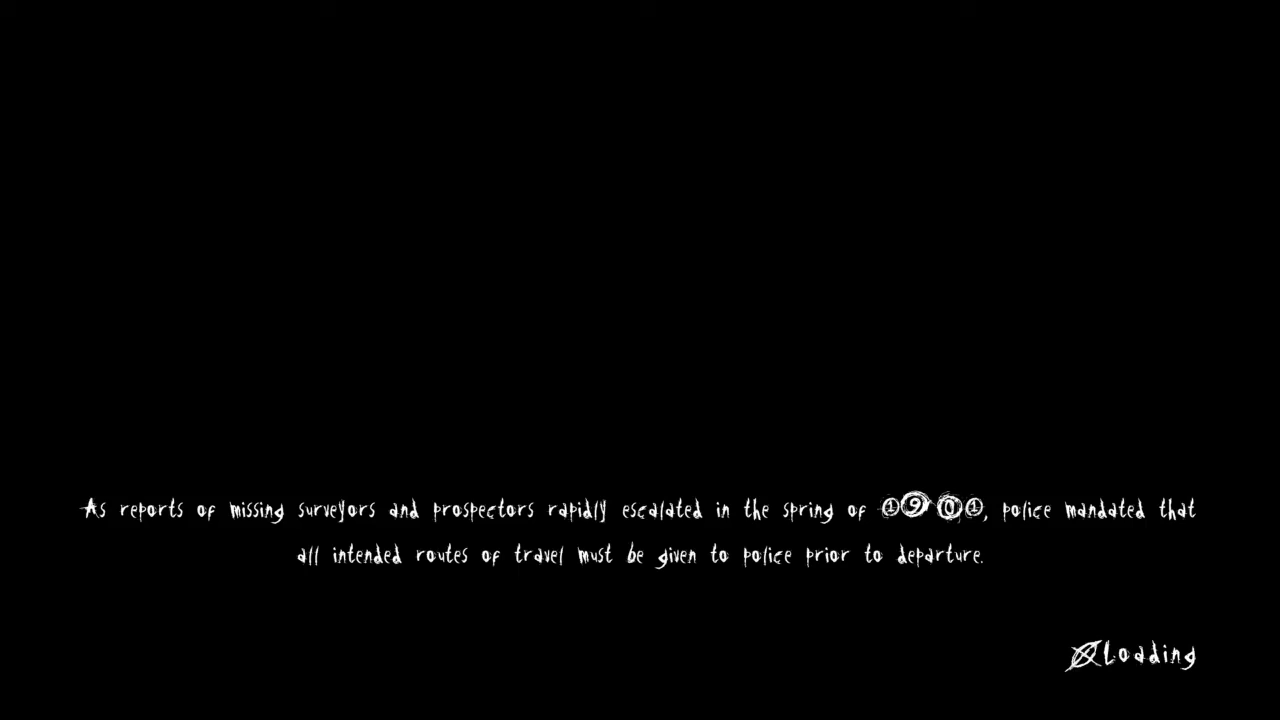 As reports of missing surveyors and prospectors rapidly escalated in the spring of 1901, police mandated that
all intended routes of travel must be given to police prior to departure.
loading